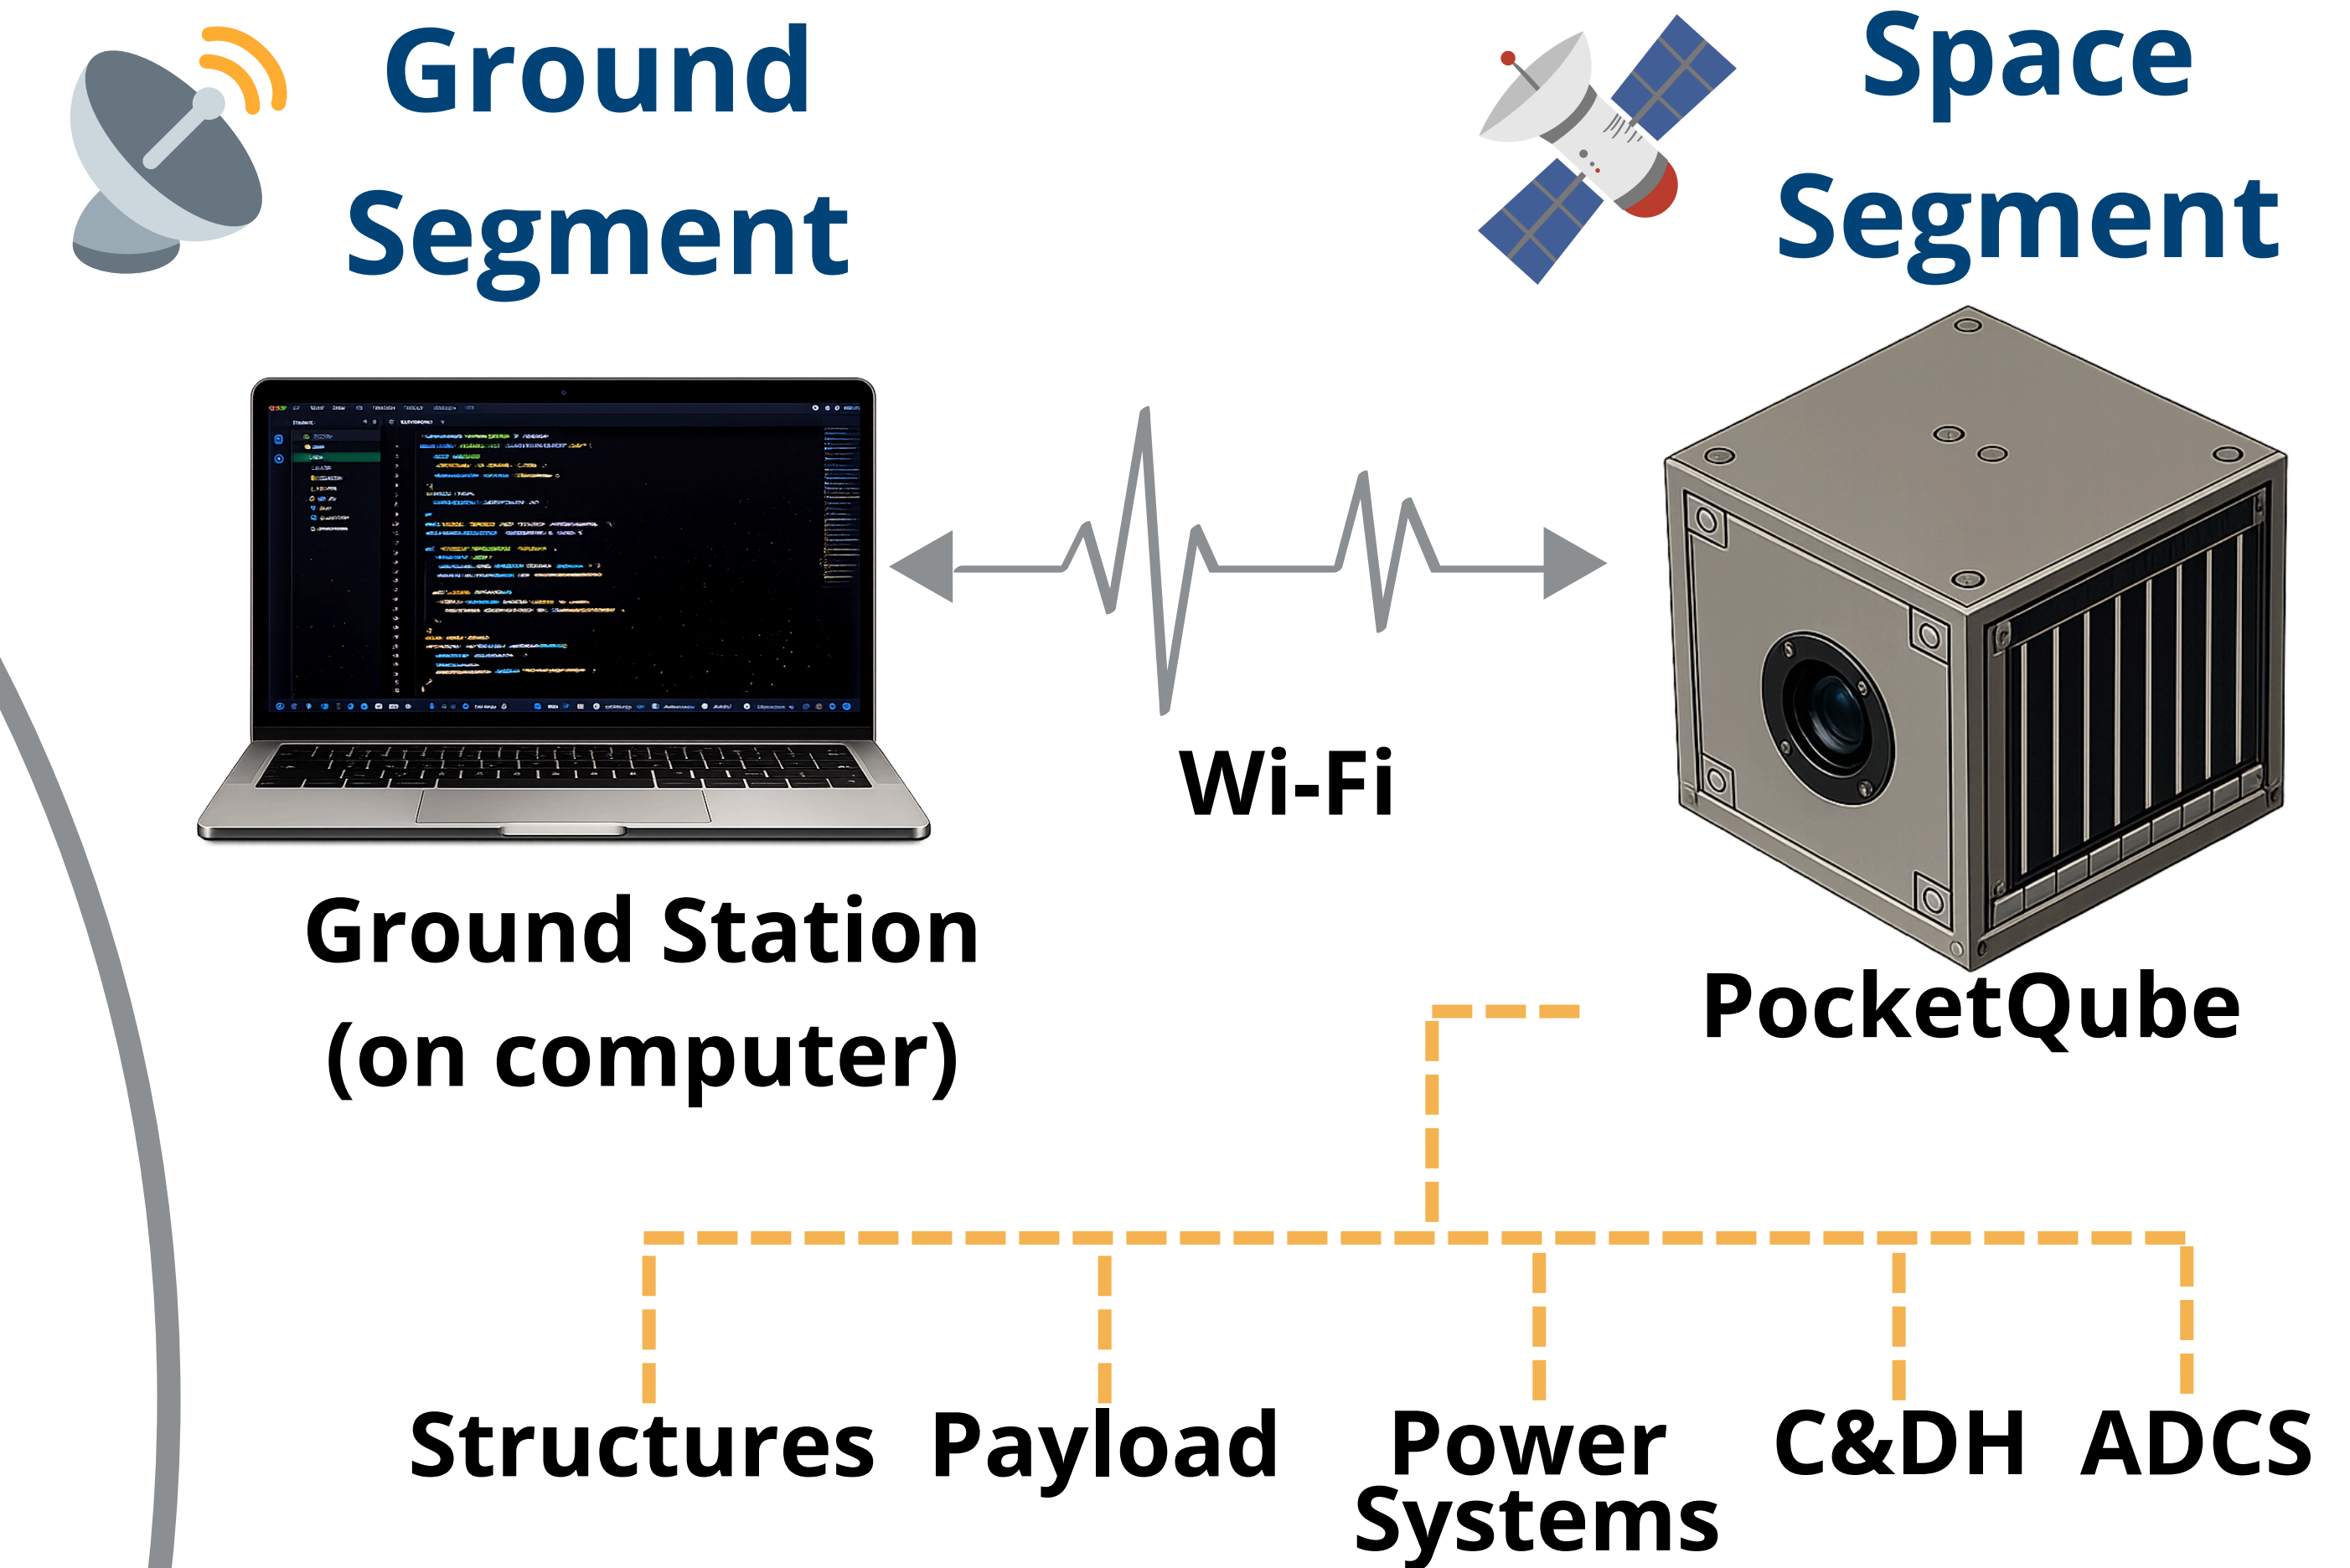 Ground
Segment
Space
Segment
Wi-Fi
Ground Station
(on computer)
PocketQube
Structures
Payload
Power
Systems
C&DH
ADCS